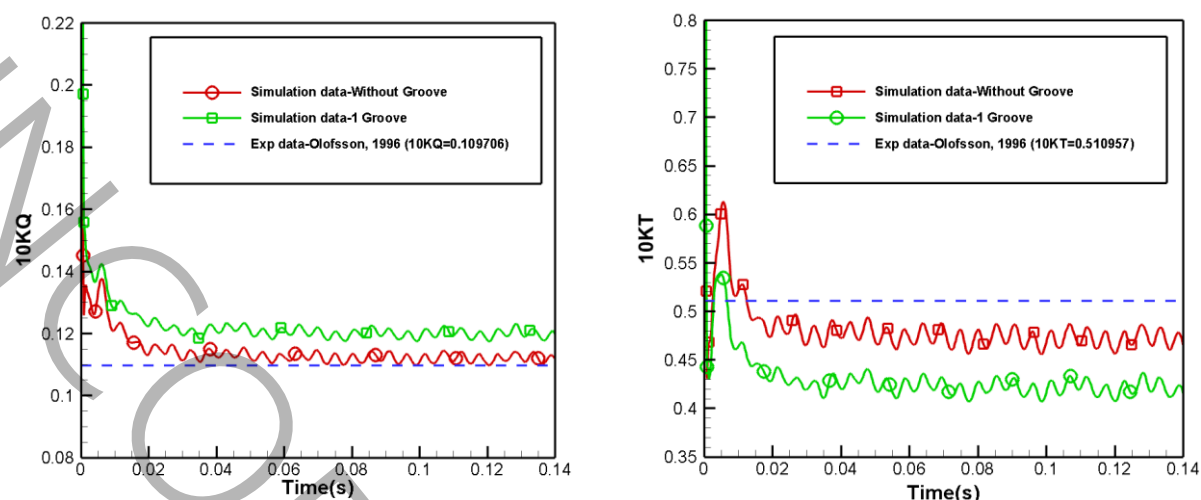 0.22
0.2
0.18
0.16
0.14
0.12
0.1
0.08
10KQ
Simulation data-Without Groove
Simulation data-1 Groove
Exp data-Olofsson, 1996 (10KQ=0.109706)
0 0.02 0.04 0.06 0.08 0.1 0.12 0.14
Time(s)
0.8
0.75
0.7
0.65
0.6
0.55
0.5
0.45
0.4
0.35
10KT
Simulation data-Without Groove
Simulation data-1 Groove
Exp data-Olofsson, 1996 (10KT=0.510957)
0 0.02 0.04 0.06 0.08 0.1 0.12 0.14
Time(s)